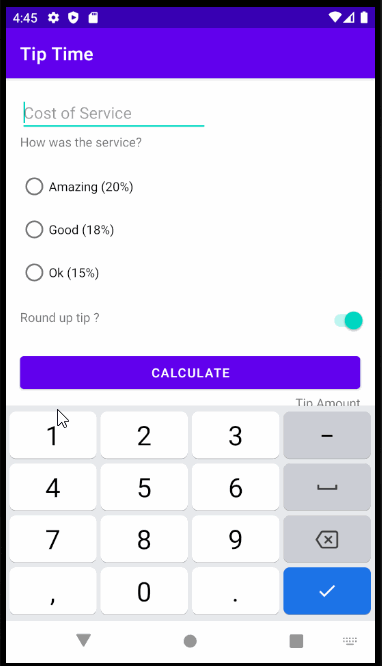 4:45
Tip Time
Cost of Service
How was the service?
Amazing (20%)
Good (18%)
Ok (15%)
Round up tip ?
CALCULATE
Tip Amount
1 2 3 –
4 5 6
7 8 9
, 0 .